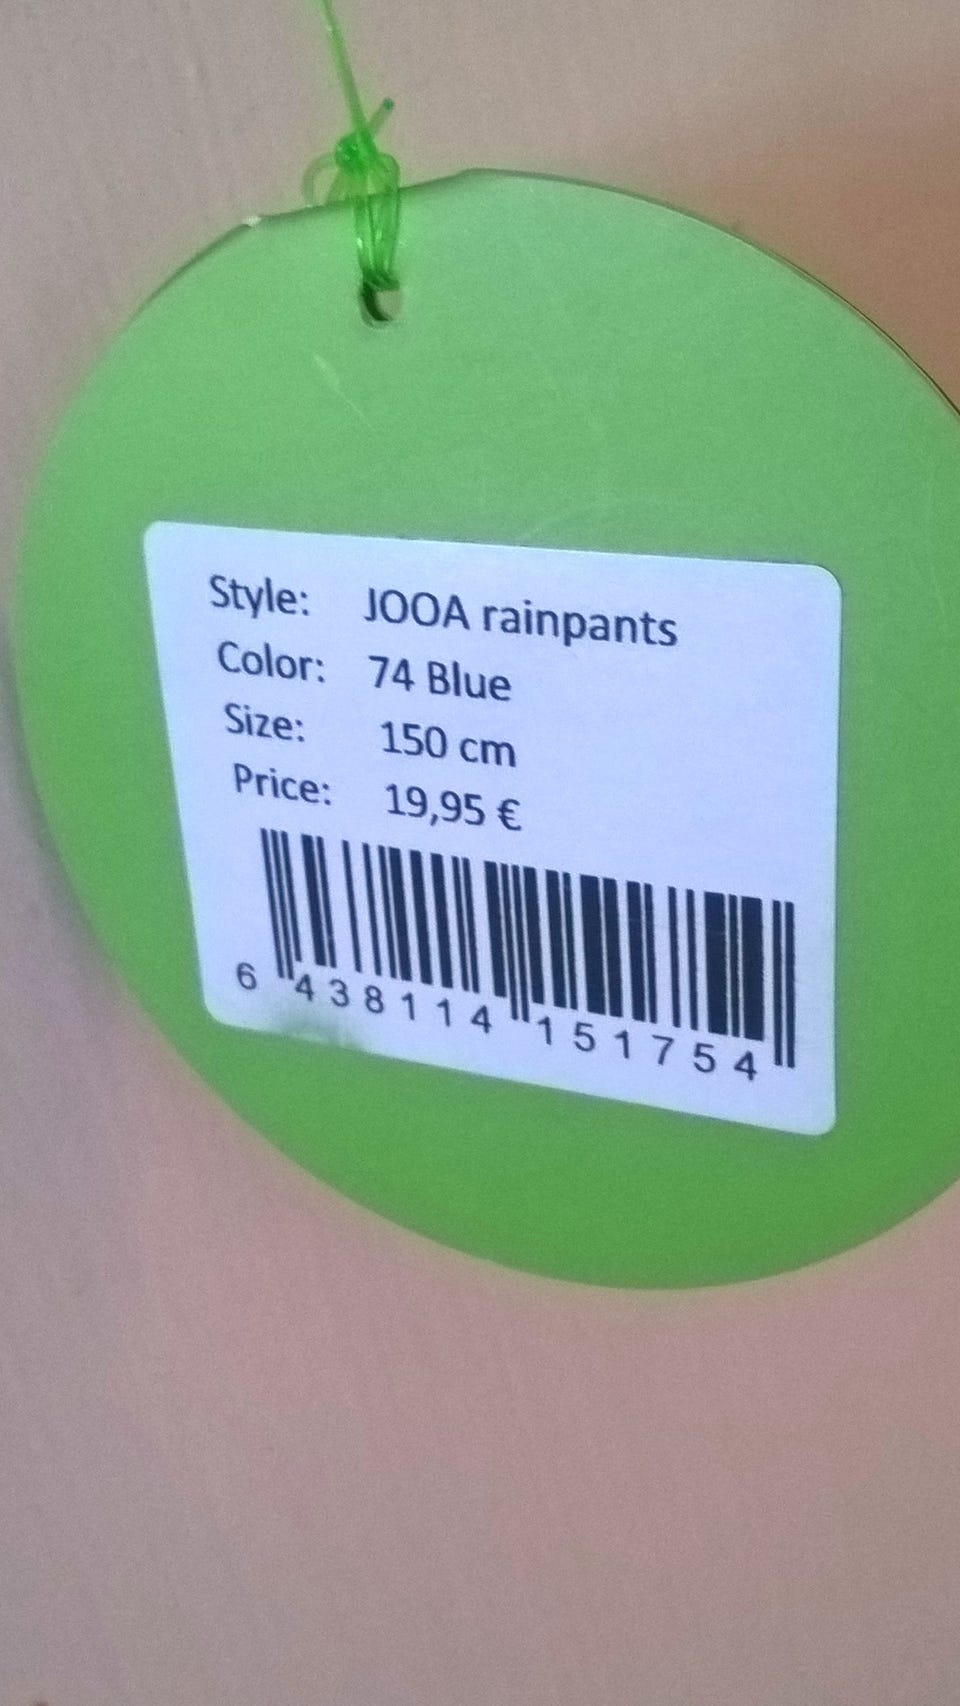 Style: JOOA rainpants
Color: 74 Blue
Size: 150 cm
Price: 19,95 €
6 438114 151754